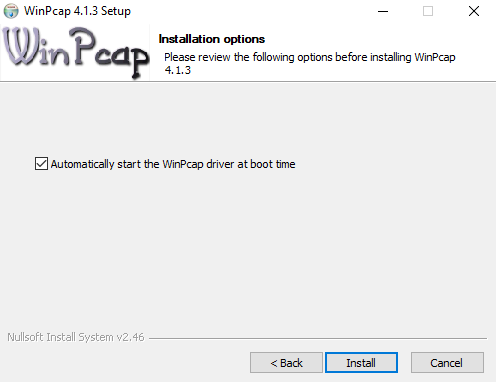 WinPcap 4.1.3 Setup
WinPcap
Installation options
Please review the following options before installing WinPcap
4.1.3
Automatically start the WinPcap driver at boot time
Nullsoft Install System v2.46
< Back
Install
Cancel